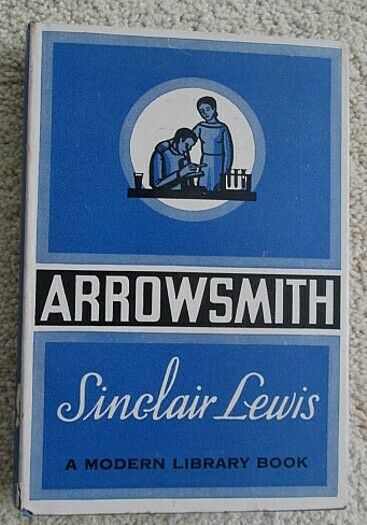 ARROWSMITH
Sinclair Lewis
A MODERN LIBRARY BOOK